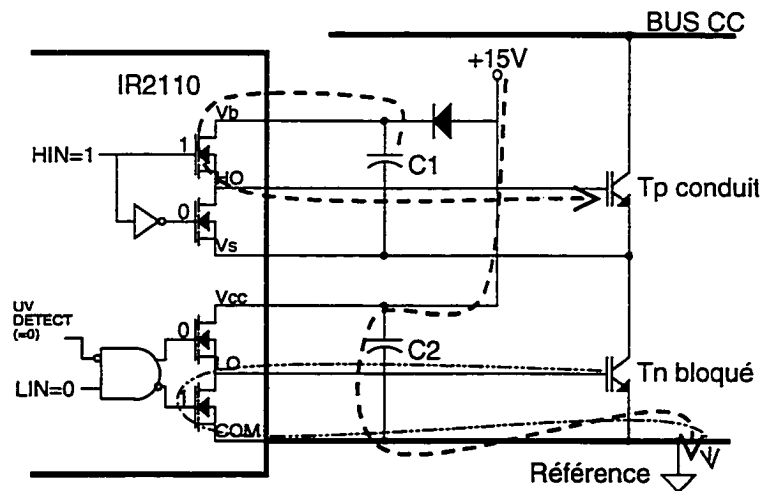 BUS CC
+15V
IR2110
Vb
HIN=1
1
C1
HO
Tp conduit
0
Vs
UV
DETECT
(=0)
Vcc
0
C2
LO
Tn bloqué
LIN=0
1
COM
Référence